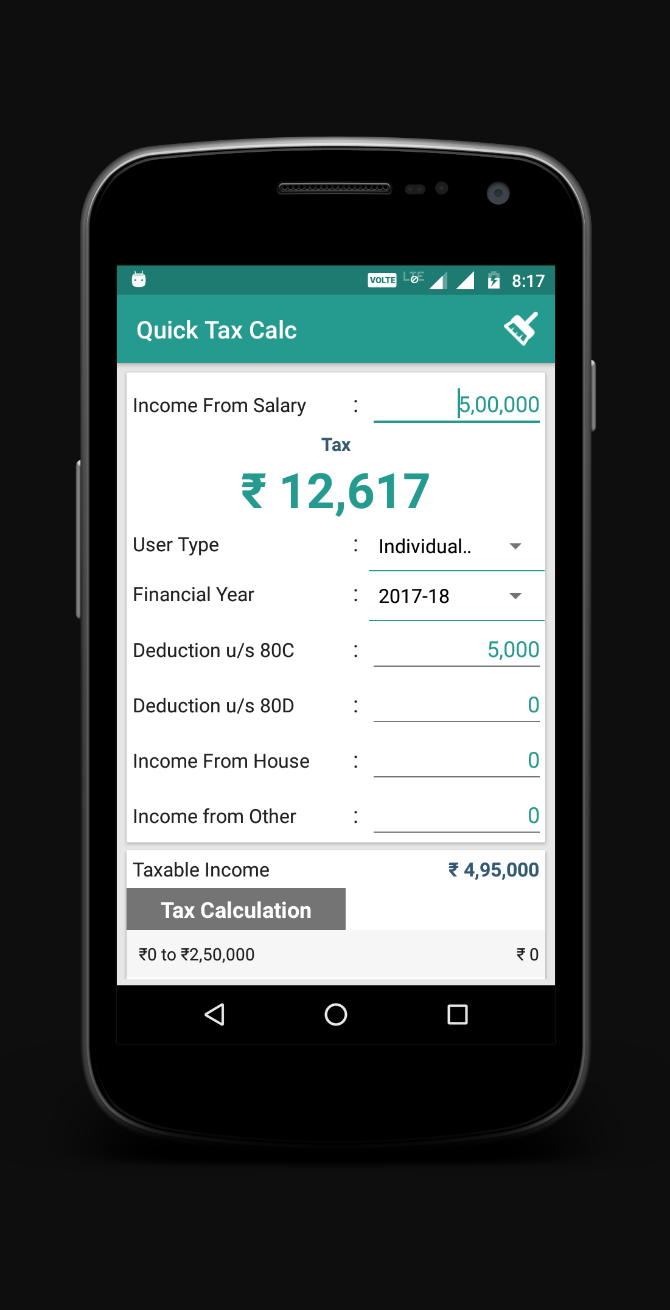 VOLTE LTE 8:17
Quick Tax Calc
Income From Salary : 5,00,000
Tax
₹ 12,617
User Type : Individual..
Financial Year : 2017-18
Deduction u/s 80C : 5,000
Deduction u/s 80D : 0
Income From House : 0
Income from Other : 0
Taxable Income ₹ 4,95,000
Tax Calculation
₹0 to ₹2,50,000 ₹ 0